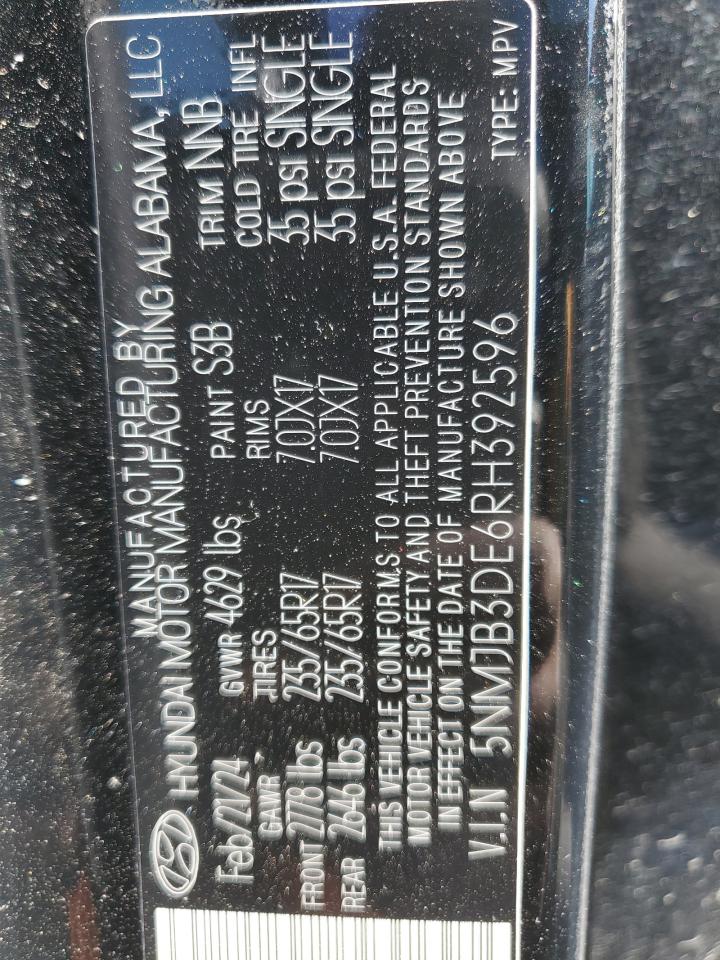 MANUFACTURED BY
HYUNDAI MOTOR MANUFACTURING ALABAMA, LLC
Feb/21/24 GVWR 4629 lbs PAINT S3B TRIM NNB
GAWR TIRES RIMS COLD TIRE INFL
FRONT 2778 lbs 235/65R17 7.0JX17 35 psi SINGLE
REAR 2646 lbs 235/65R17 7.0JX17 35 psi SINGLE
THIS VEHICLE CONFORMS TO ALL APPLICABLE U.S.A. FEDERAL
MOTOR VEHICLE SAFETY AND THEFT PREVENTION STANDARDS
IN EFFECT ON THE DATE OF MANUFACTURE SHOWN ABOVE
V.I.N 5NMJB3DE6RH392596 TYPE: MPV